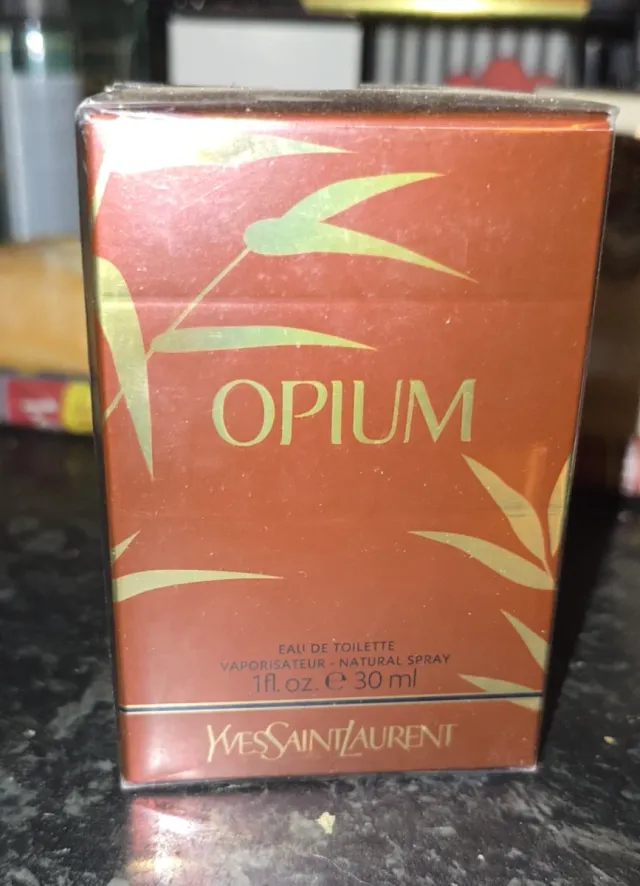 OPIUM
EAU DE TOILETTE
VAPORISATEUR - NATURAL SPRAY
1fl. oz. ℮ 30 ml
YVESSAINTLAURENT